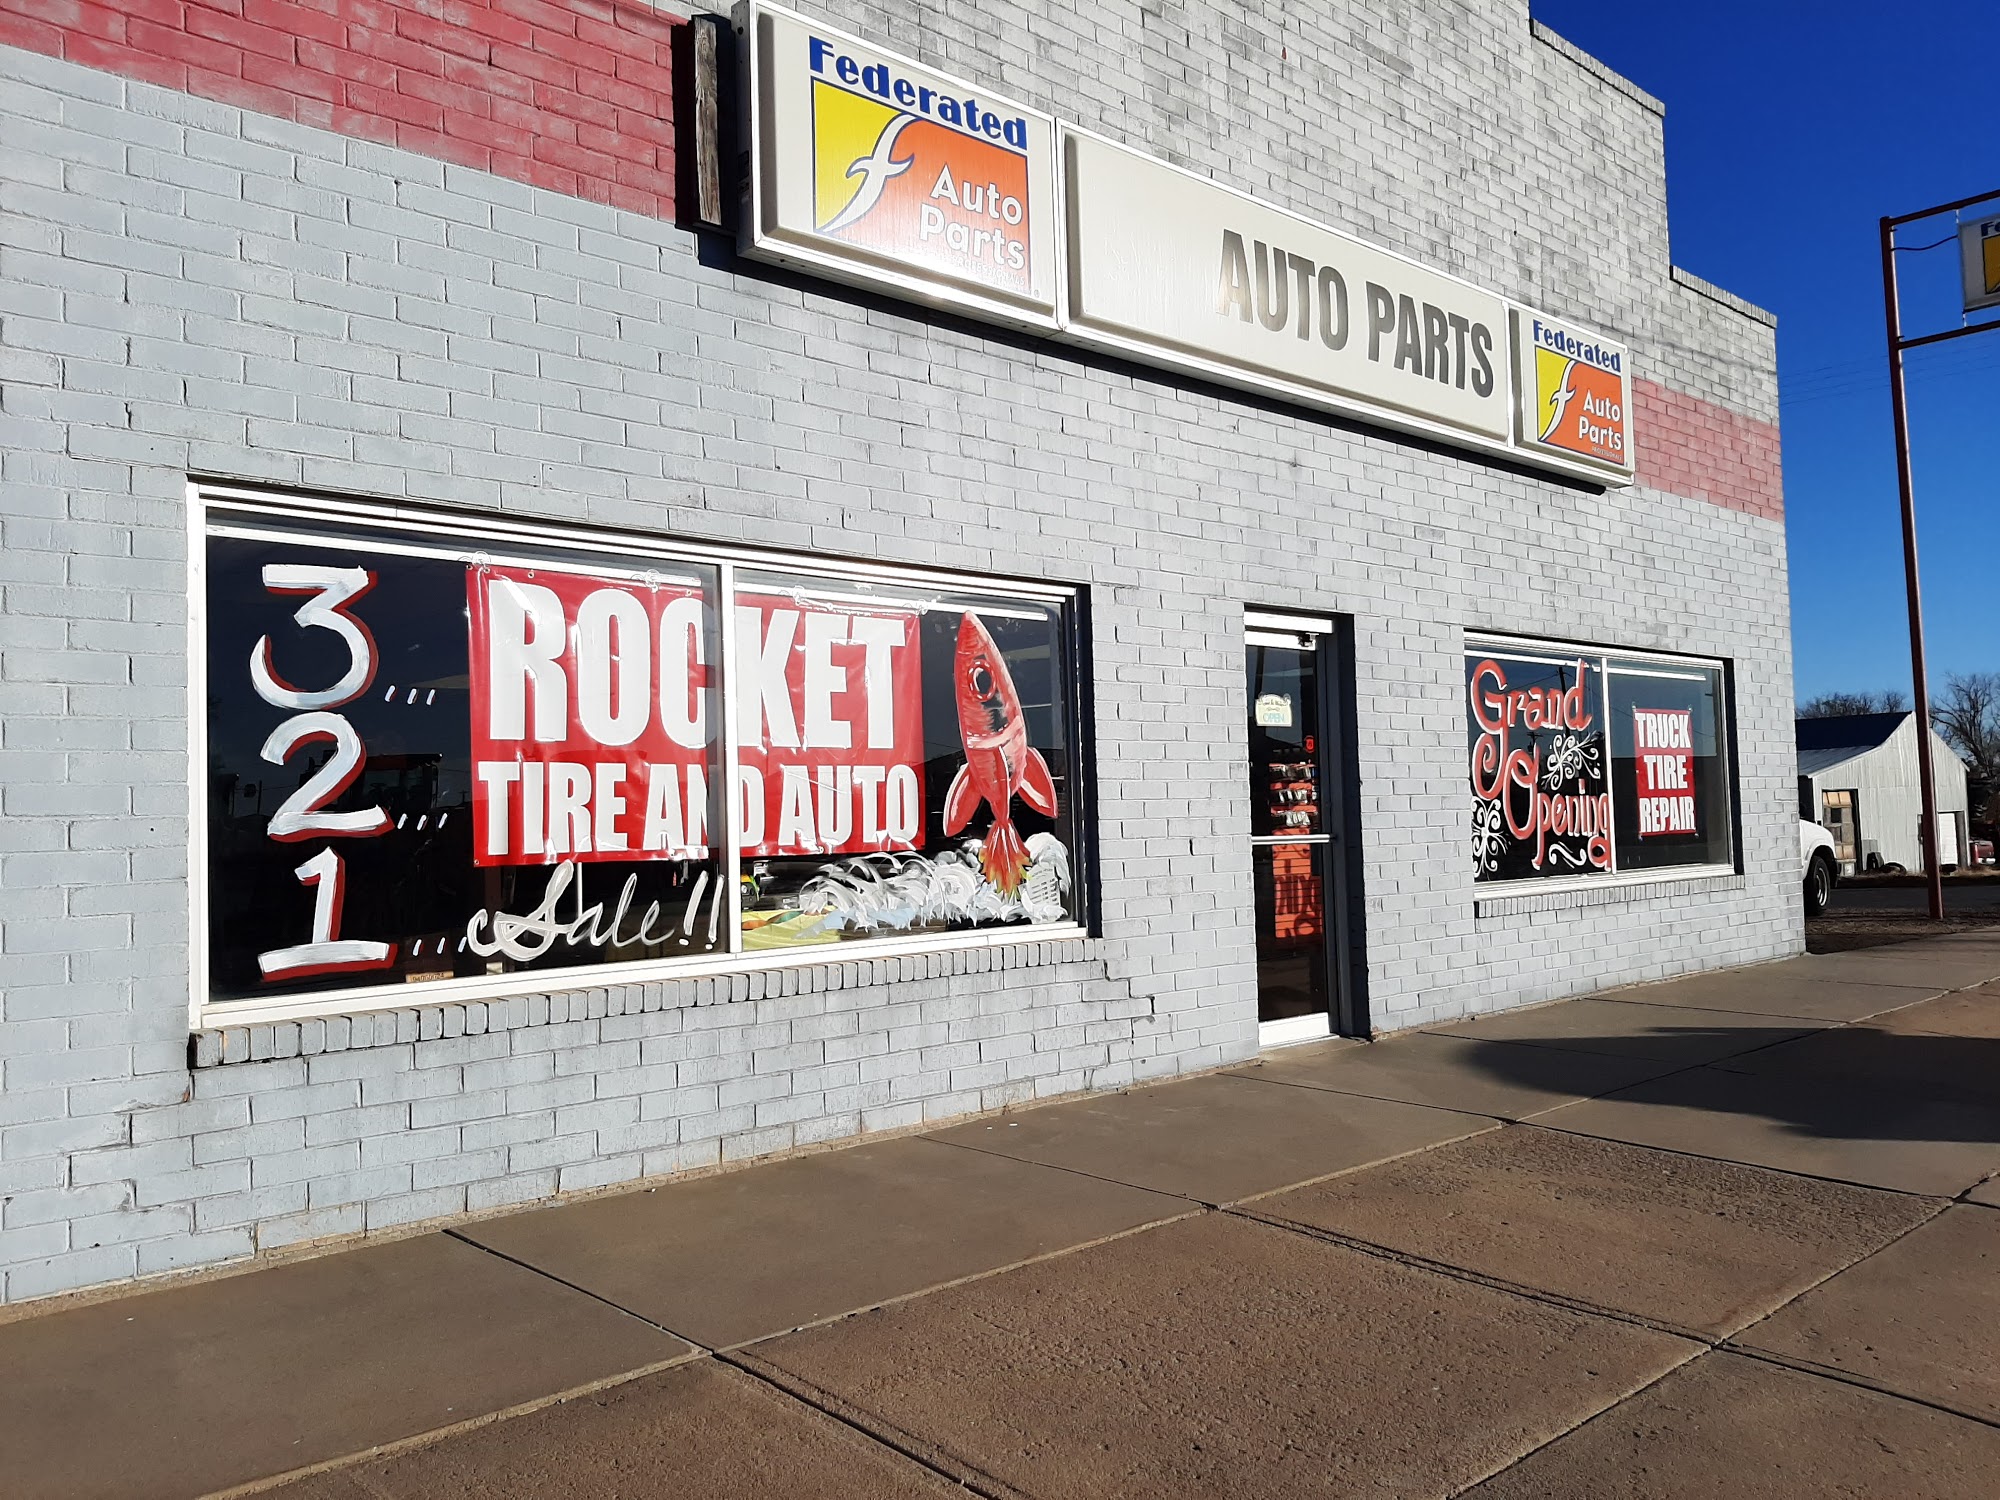 Federated
Auto
Parts
AUTO PARTS
Federated
Auto
Parts
3...
2...
1...
ROCKET
TIRE AND AUTO
Sale!!
OPEN
Grand
Opening
TRUCK
TIRE
REPAIR